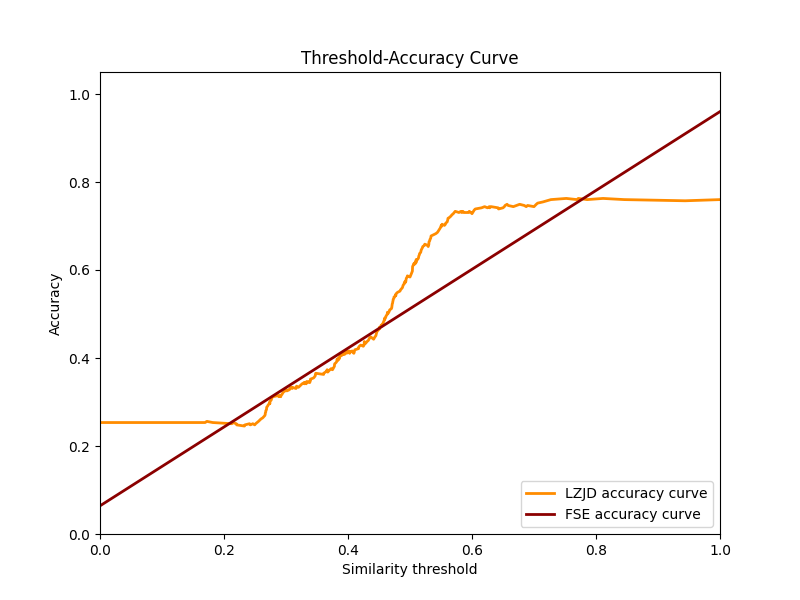 Threshold-Accuracy Curve
1.0
0.8
0.6
0.4
0.2
0.0
Accuracy
0.0 0.2 0.4 0.6 0.8 1.0
Similarity threshold
LZJD accuracy curve
FSE accuracy curve